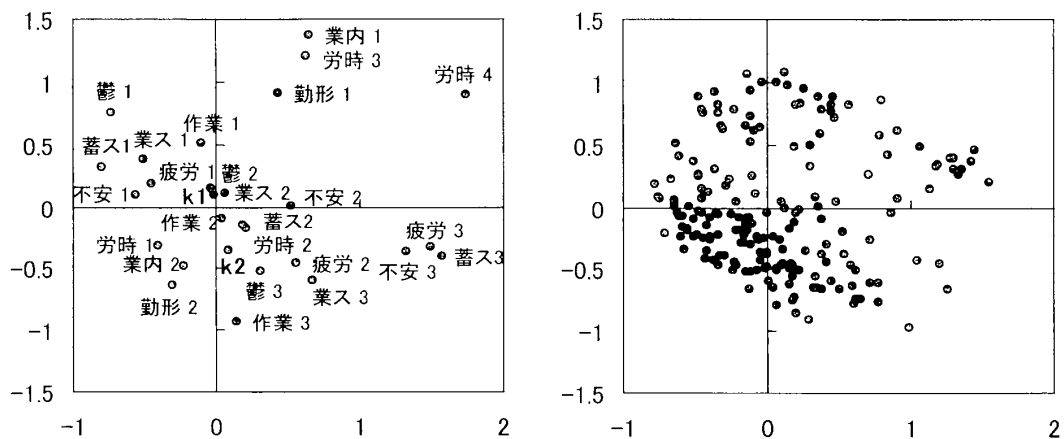 1.5
1
0.5
0
-0.5
-1
-1.5
-1
0
1
2
業内 1
労時 3
労時 4
勤形 1
鬱 1
作業 1
蓄ス1
業ス 1
疲労 1
鬱 2
不安 1
k1
業ス 2
不安 2
作業 2
蓄ス2
疲労 3
労時 1
労時 2
業内 2
k2
疲労 2
不安 3
蓄ス3
勤形 2
鬱 3
業ス 3
作業 3
1.5
1
0.5
0
-0.5
-1
-1.5
-1
0
1
2